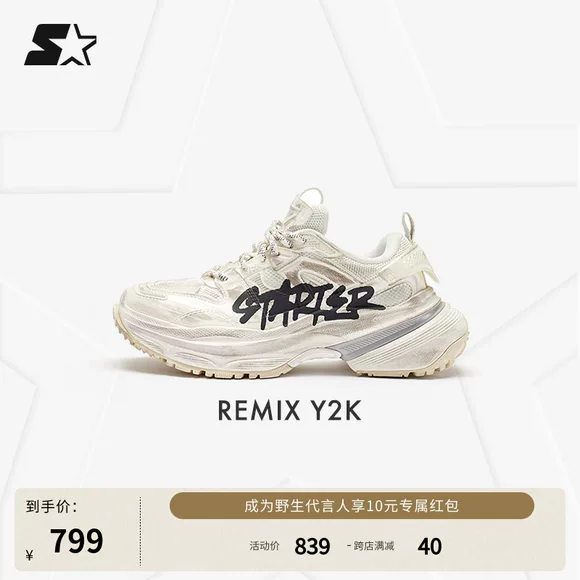 S☆
STARTER
REMIX Y2K
到手价:
¥ 799
成为野生代言人享10元专属红包
活动价 839 -跨店满减 40